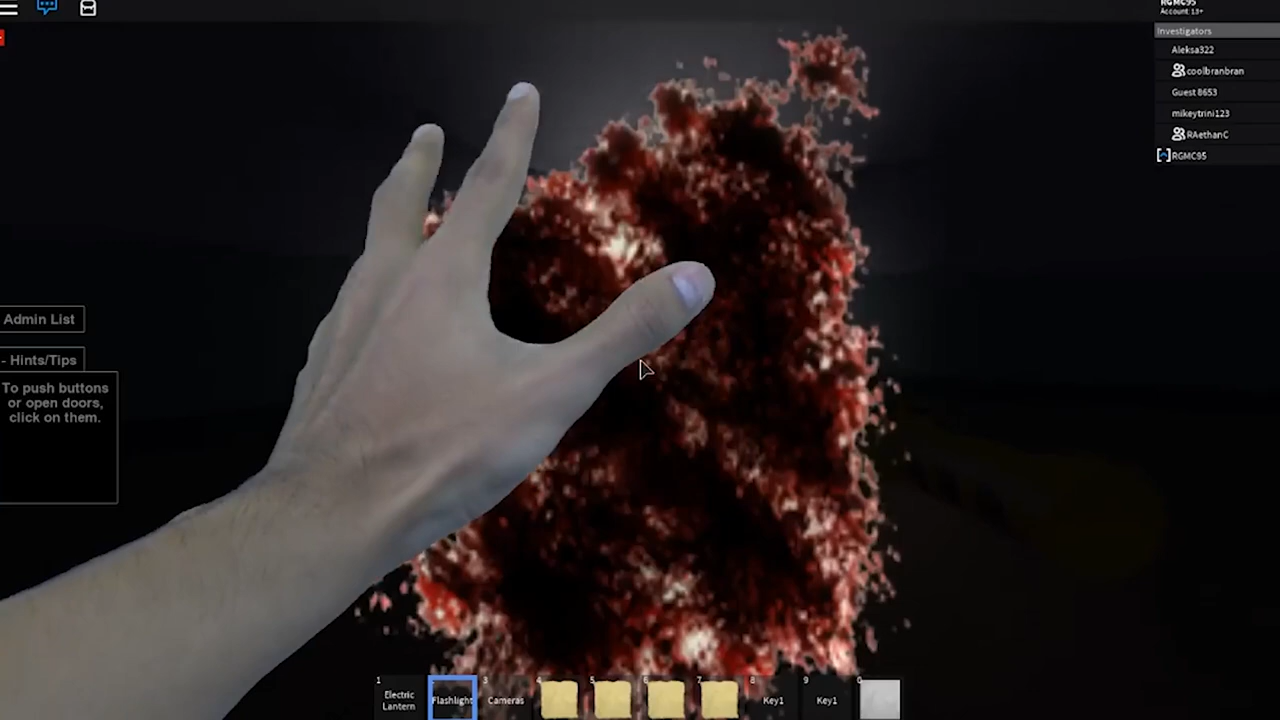 RGMC95
Account: 13+
Investigators
Aleksa322
coolbranbran
Guest 8653
mikeytrini123
RAethanC
RGMC95
Admin List
- Hints/Tips
To push buttons
or open doors,
click on them.
1
Electric
Lantern
Flashlight
3
Cameras
4
5
6
7
8
Key1
9
Key1
0